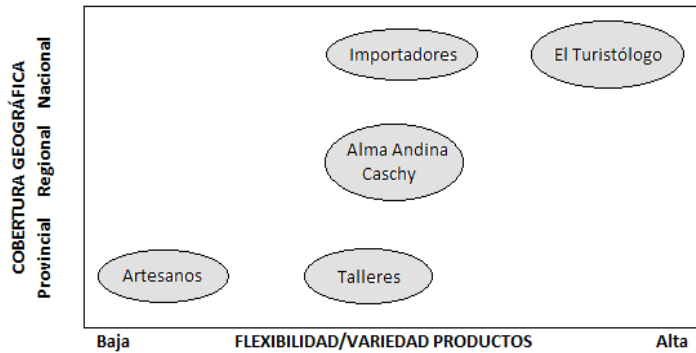 COBERTURA GEOGRÁFICA
Provincial Regional Nacional
Importadores
El Turistólogo
Alma Andina
Caschy
Artesanos
Talleres
Baja
FLEXIBILIDAD/VARIEDAD PRODUCTOS
Alta